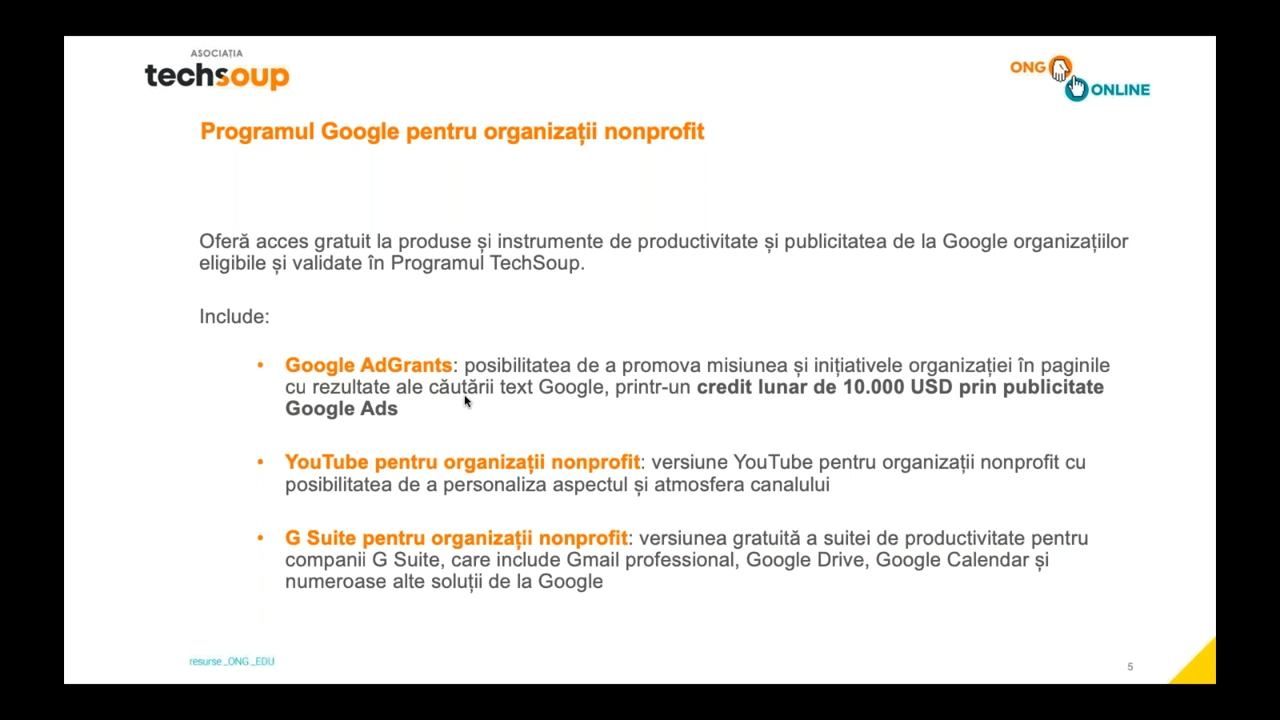 ASOCIAȚIA
techsoup
ONG
ONLINE
Programul Google pentru organizații nonprofit
Oferă acces gratuit la produse și instrumente de productivitate și publicitatea de la Google organizațiilor
eligibile și validate în Programul TechSoup.
Include:
• Google AdGrants: posibilitatea de a promova misiunea și inițiativele organizației în paginile
cu rezultate ale căutării text Google, printr-un credit lunar de 10.000 USD prin publicitate
Google Ads
• YouTube pentru organizații nonprofit: versiune YouTube pentru organizații nonprofit cu
posibilitatea de a personaliza aspectul și atmosfera canalului
• G Suite pentru organizații nonprofit: versiunea gratuită a suitei de productivitate pentru
companii G Suite, care include Gmail professional, Google Drive, Google Calendar și
numeroase alte soluții de la Google
resurse_ONG_EDU
5